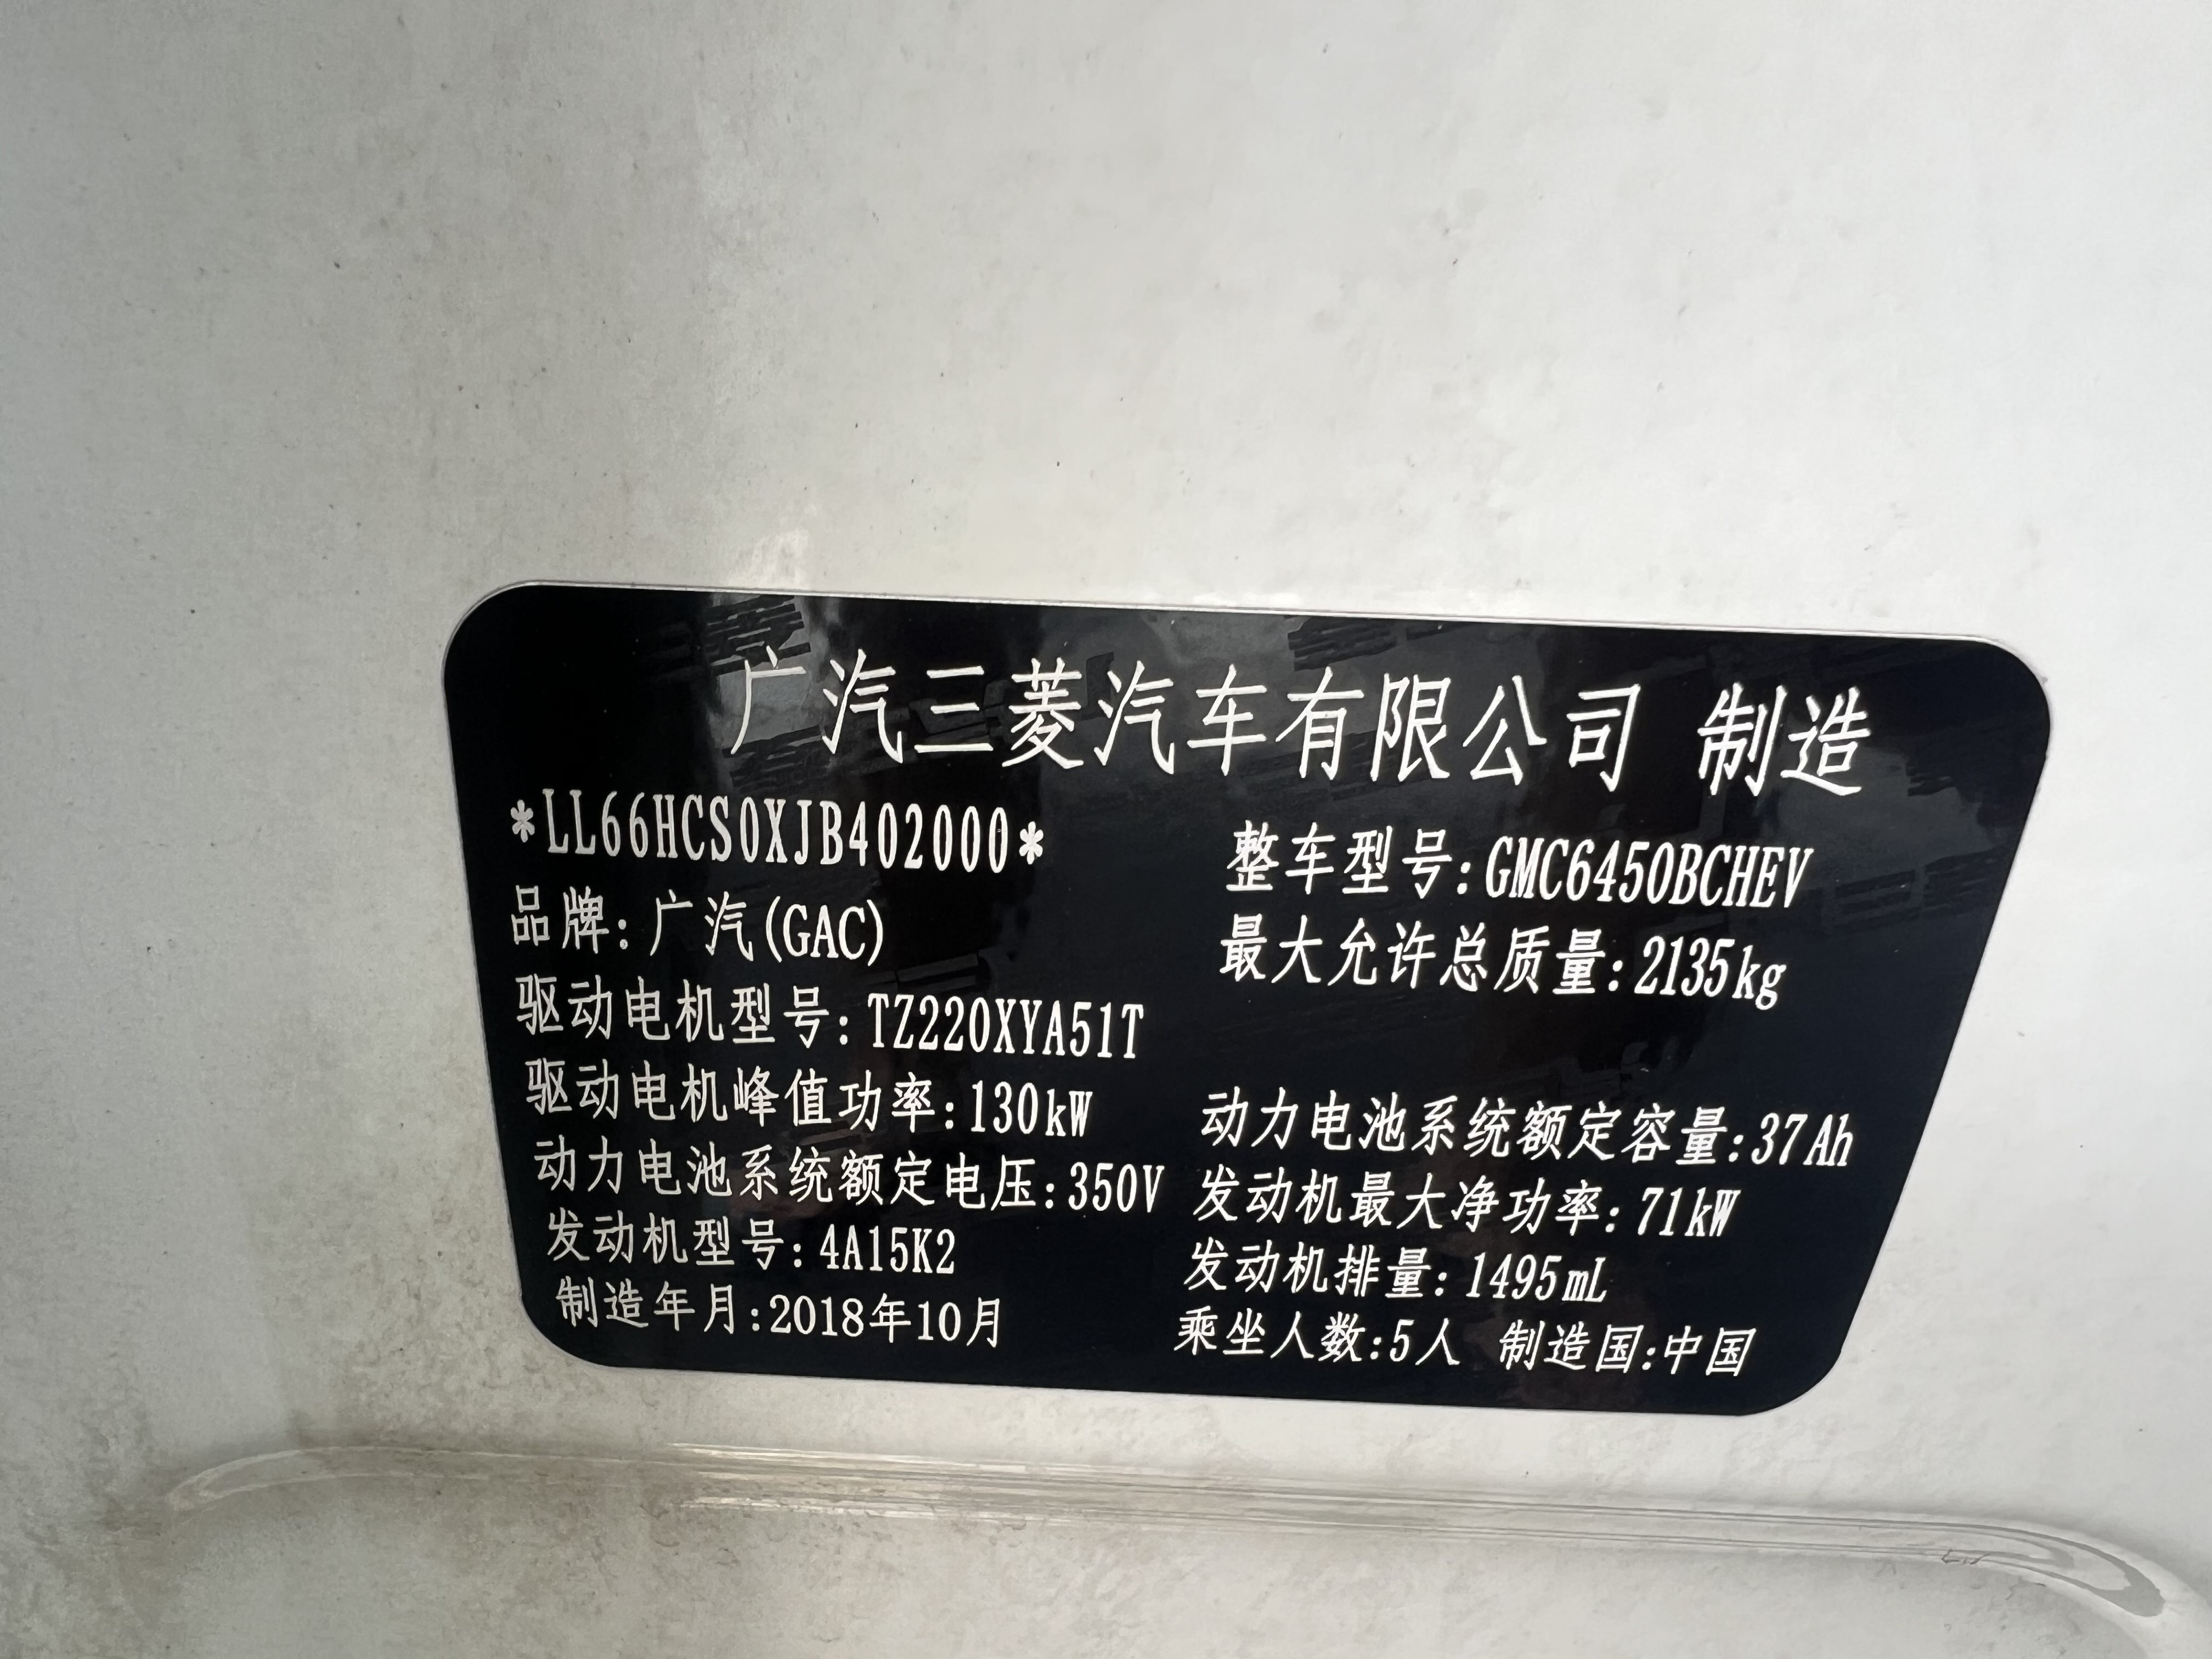 广汽三菱汽车有限公司 制造
*LL66HCS0XJB402000*
整车型号:GMC6450BCHEV
品牌:广汽(GAC)
最大允许总质量:2135kg
驱动电机型号:TZ220XYA51T
驱动电机峰值功率:130kW
动力电池系统额定容量:37Ah
动力电池系统额定电压:350V
发动机最大净功率:71kW
发动机型号:4A15K2
发动机排量:1495mL
制造年月:2018年10月
乘坐人数:5人 制造国:中国